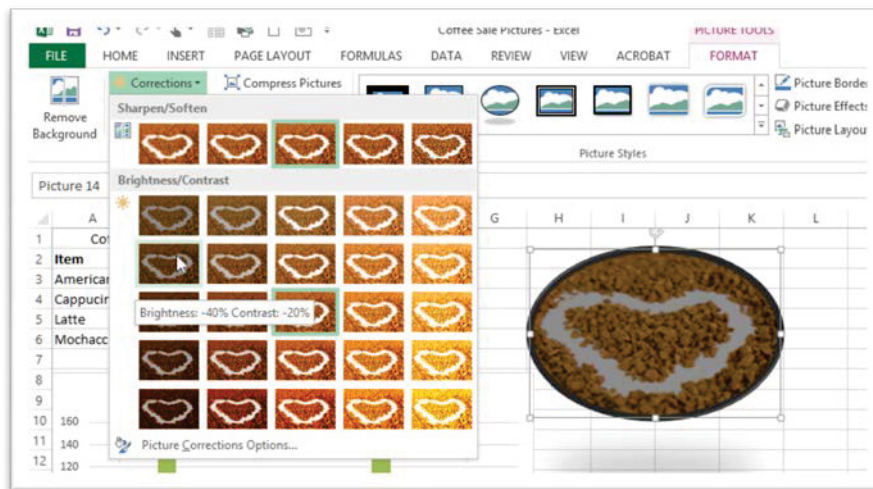 Coffee Sale Pictures - Excel
PICTURE TOOLS
FILE HOME INSERT PAGE LAYOUT FORMULAS DATA REVIEW VIEW ACROBAT FORMAT
Corrections
Compress Pictures
Picture Border
Remove
Background
Sharpen/Soften
Picture Effects
Picture Layou
Picture Styles
Picture 14
Brightness/Contrast
A G H I J K L
1 Cof
2 Item
3 American
4 Cappucin
5 Latte
6 Mochacc
7
8
9
10 160
11 140
12 120
Brightness: -40% Contrast: -20%
Picture Corrections Options...